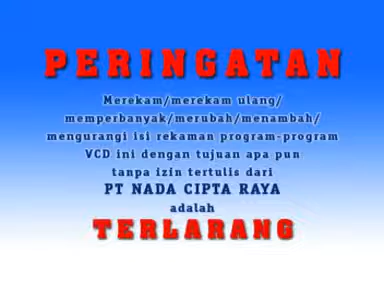 PERINGATAN
Merekam/merekam ulang/
memperbanyak/merubah/menambah/
mengurangi isi rekaman program-program
VCD ini dengan tujuan apa pun
tanpa izin tertulis dari
PT NADA CIPTA RAYA
adalah
TERLARANG